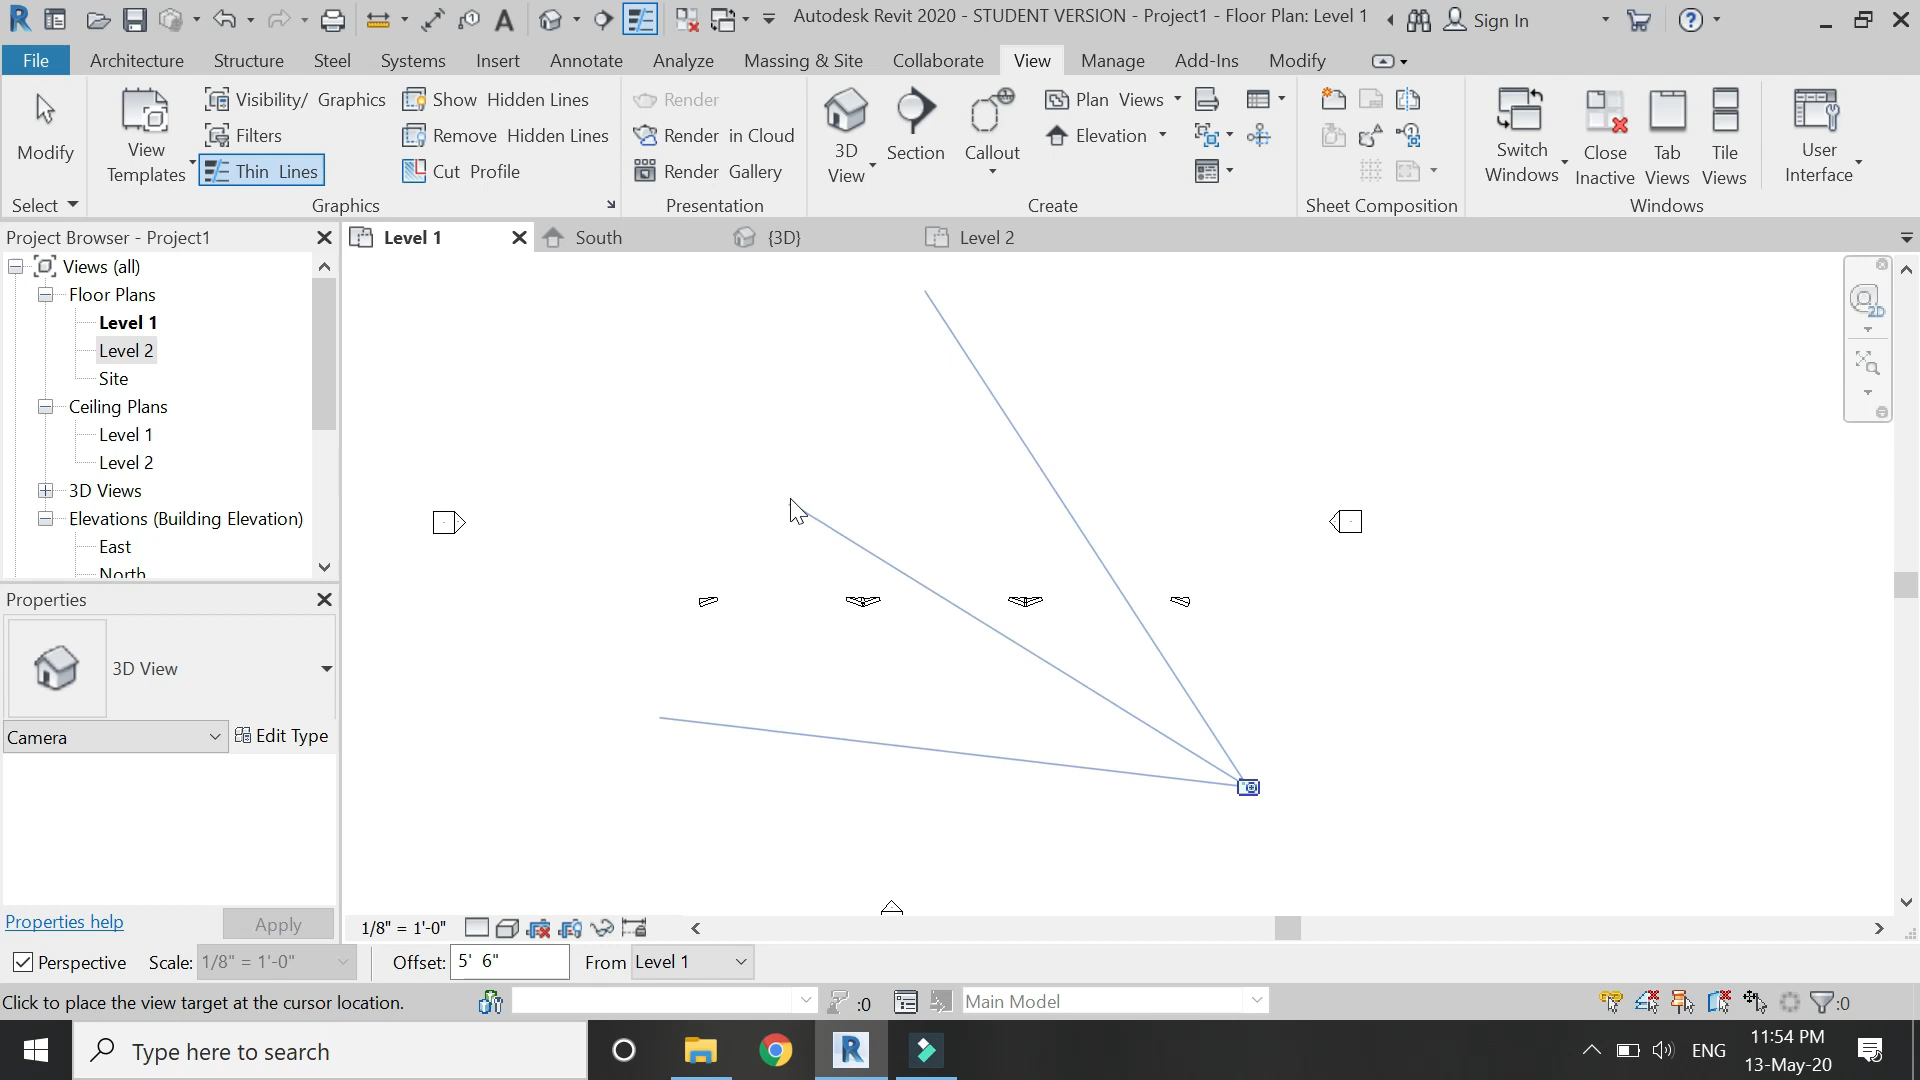 Autodesk Revit 2020 - STUDENT VERSION - Project1 - Floor Plan: Level 1
Sign In
File Architecture Structure Steel Systems Insert Annotate Analyze Massing & Site Collaborate View Manage Add-Ins Modify
Modify
Select
View
Templates
Visibility/ Graphics
Filters
Thin Lines
Show Hidden Lines
Remove Hidden Lines
Cut Profile
Graphics
Render
Render in Cloud
Render Gallery
Presentation
3D
View
Section
Callout
Plan Views
Elevation
Create
Sheet Composition
Switch
Windows
Close
Inactive
Tab
Views
Tile
Views
User
Interface
Windows
Project Browser - Project1
Views (all)
Floor Plans
Level 1
Level 2
Site
Ceiling Plans
Level 1
Level 2
3D Views
Elevations (Building Elevation)
East
North
Level 1
South
{3D}
Level 2
2D
Properties
3D View
Camera
Edit Type
Properties help
Apply
1/8" = 1'-0"
Perspective
Scale: 1/8" = 1'-0"
Offset: 5' 6"
From Level 1
Click to place the view target at the cursor location.
:0
Main Model
:0
Type here to search
ENG
11:54 PM
13-May-20